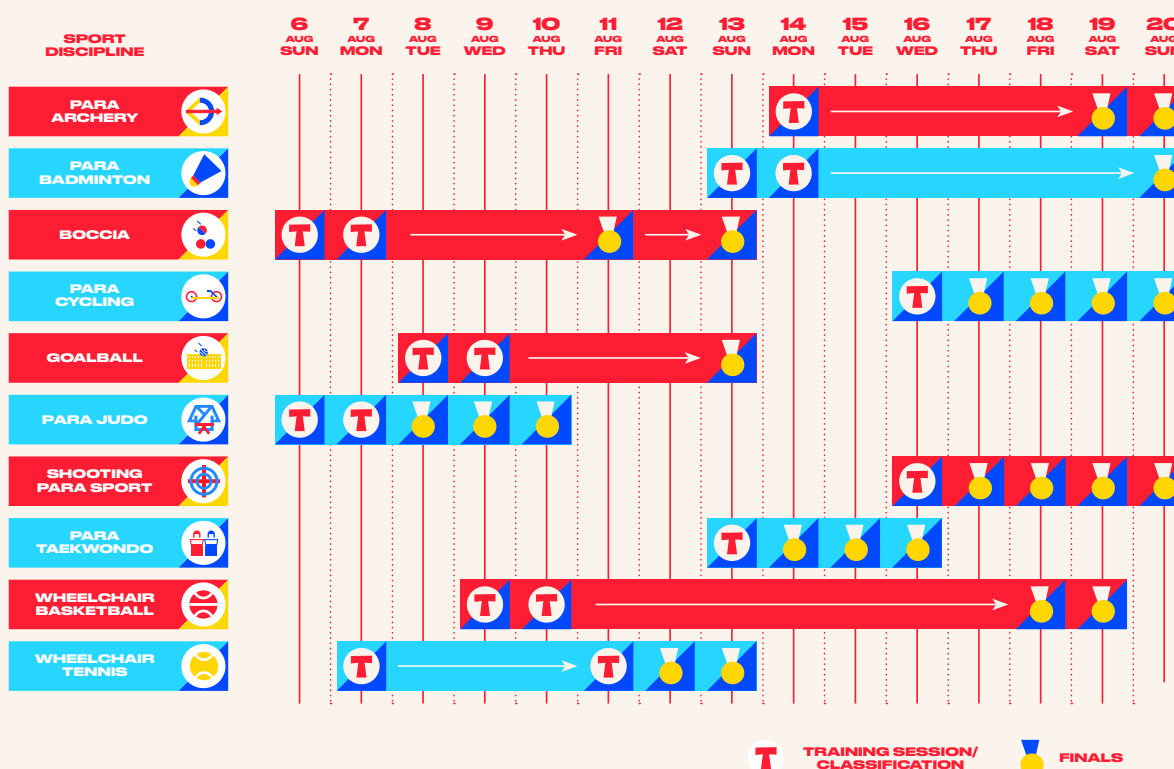 SPORT
DISCIPLINE
6 7 8 9 10 11 12 13 14 15 16 17 18 19 20
AUG AUG AUG AUG AUG AUG AUG AUG AUG AUG AUG AUG AUG AUG AUG
SUN MON TUE WED THU FRI SAT SUN MON TUE WED THU FRI SAT SUN
PARA
ARCHERY
T
PARA
BADMINTON
T T
BOCCIA
T T
PARA
CYCLING
T
GOALBALL
T T
PARA JUDO
T T
SHOOTING
PARA SPORT
T
PARA
TAEKWONDO
T
WHEELCHAIR
BASKETBALL
T T
WHEELCHAIR
TENNIS
T T
T TRAINING SESSION/
CLASSIFICATION
FINALS